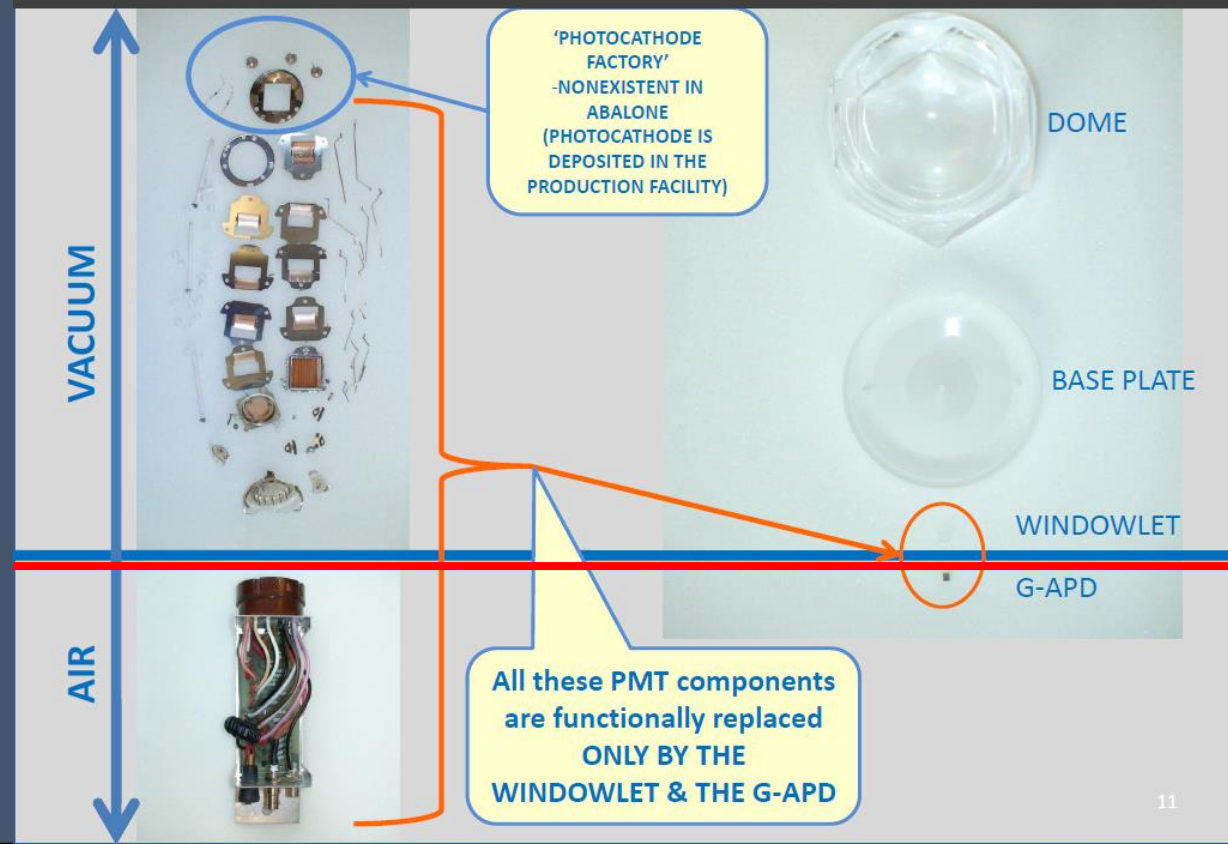 ‘PHOTOCATHODE
FACTORY’
-NONEXISTENT IN
ABALONE
(PHOTOCATHODE IS
DEPOSITED IN THE
PRODUCTION FACILITY)
DOME
VACUUM
BASE PLATE
WINDOWLET
G-APD
AIR
All these PMT components
are functionally replaced
ONLY BY THE
WINDOWLET & THE G-APD
11